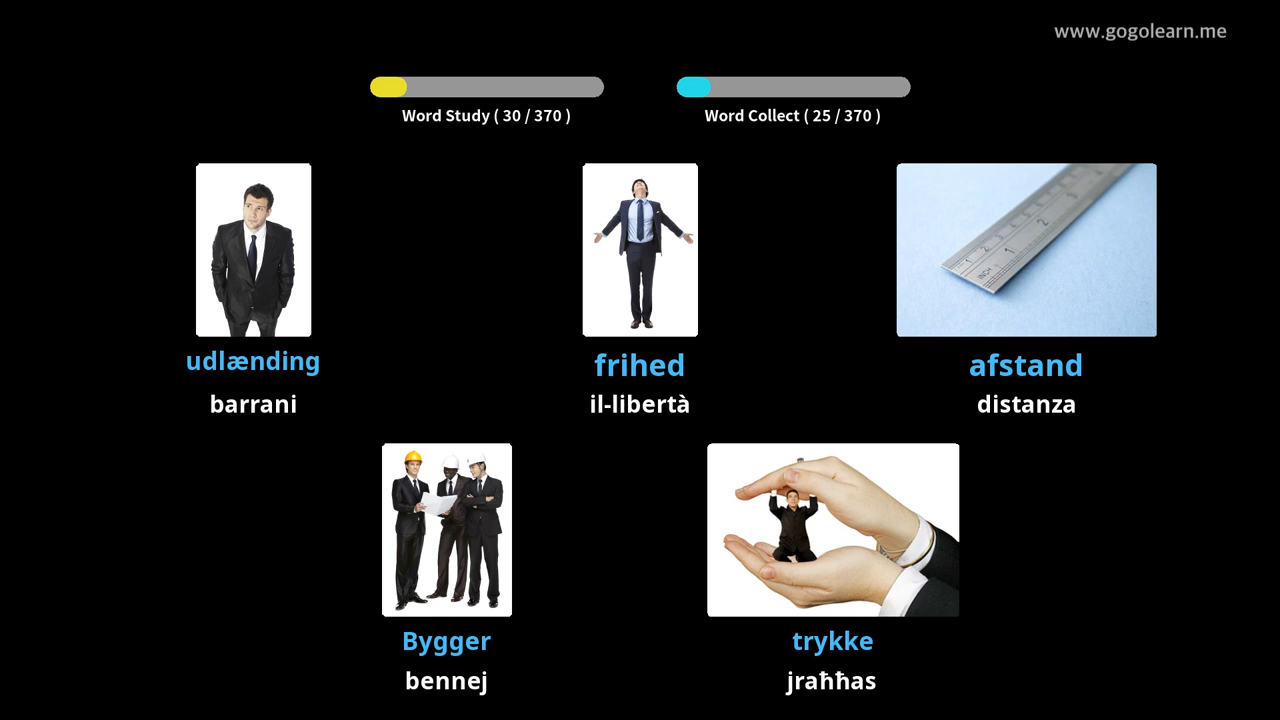 www.gogolearn.me
Word Study ( 30 / 370 )
Word Collect ( 25 / 370 )
udlænding
frihed
afstand
barrani
il-libertà
distanza
Bygger
trykke
bennej
jraħħas